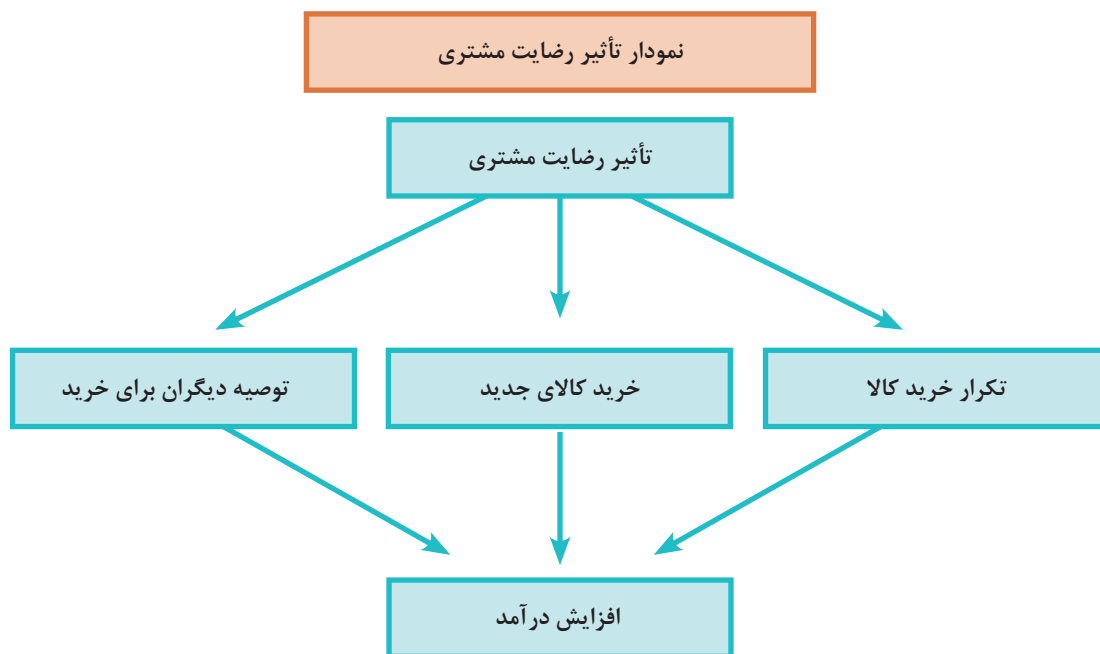 نمودار تأثیر رضایت مشتری
تأثیر رضایت مشتری
تکرار خرید کالا
خرید کالای جدید
توصیه دیگران برای خرید
افزایش درآمد